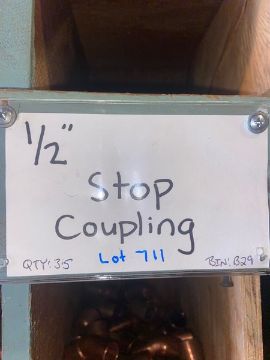 1/2"
Stop
Coupling
QTY: 35 Lot 711 BIN: B29